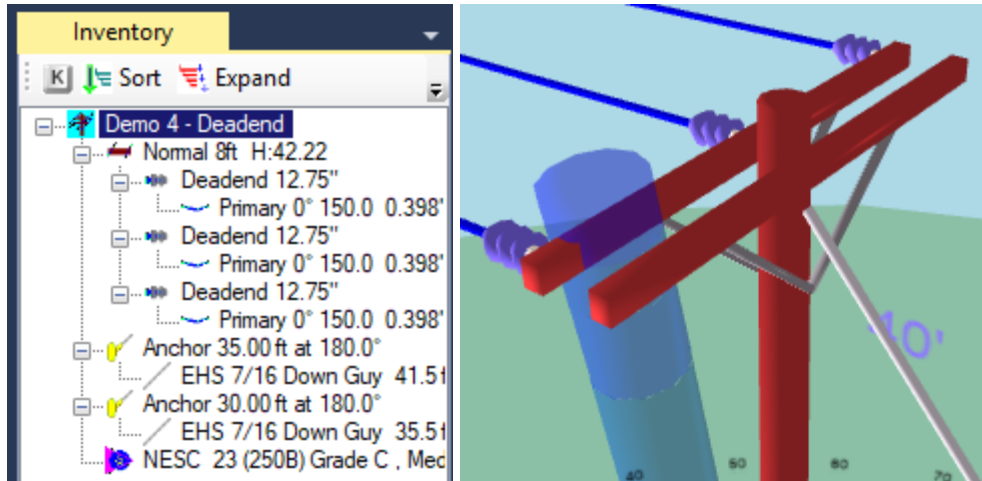 Inventory
K Sort Expand
Demo 4 - Deadend
Normal 8ft H:42.22
Deadend 12.75"
Primary 0° 150.0 0.398'
Deadend 12.75"
Primary 0° 150.0 0.398'
Deadend 12.75"
Primary 0° 150.0 0.398'
Anchor 35.00 ft at 180.0°
EHS 7/16 Down Guy 41.5
Anchor 30.00 ft at 180.0°
EHS 7/16 Down Guy 35.5
NESC 23 (250B) Grade C , Med
40'
40 50 60 70